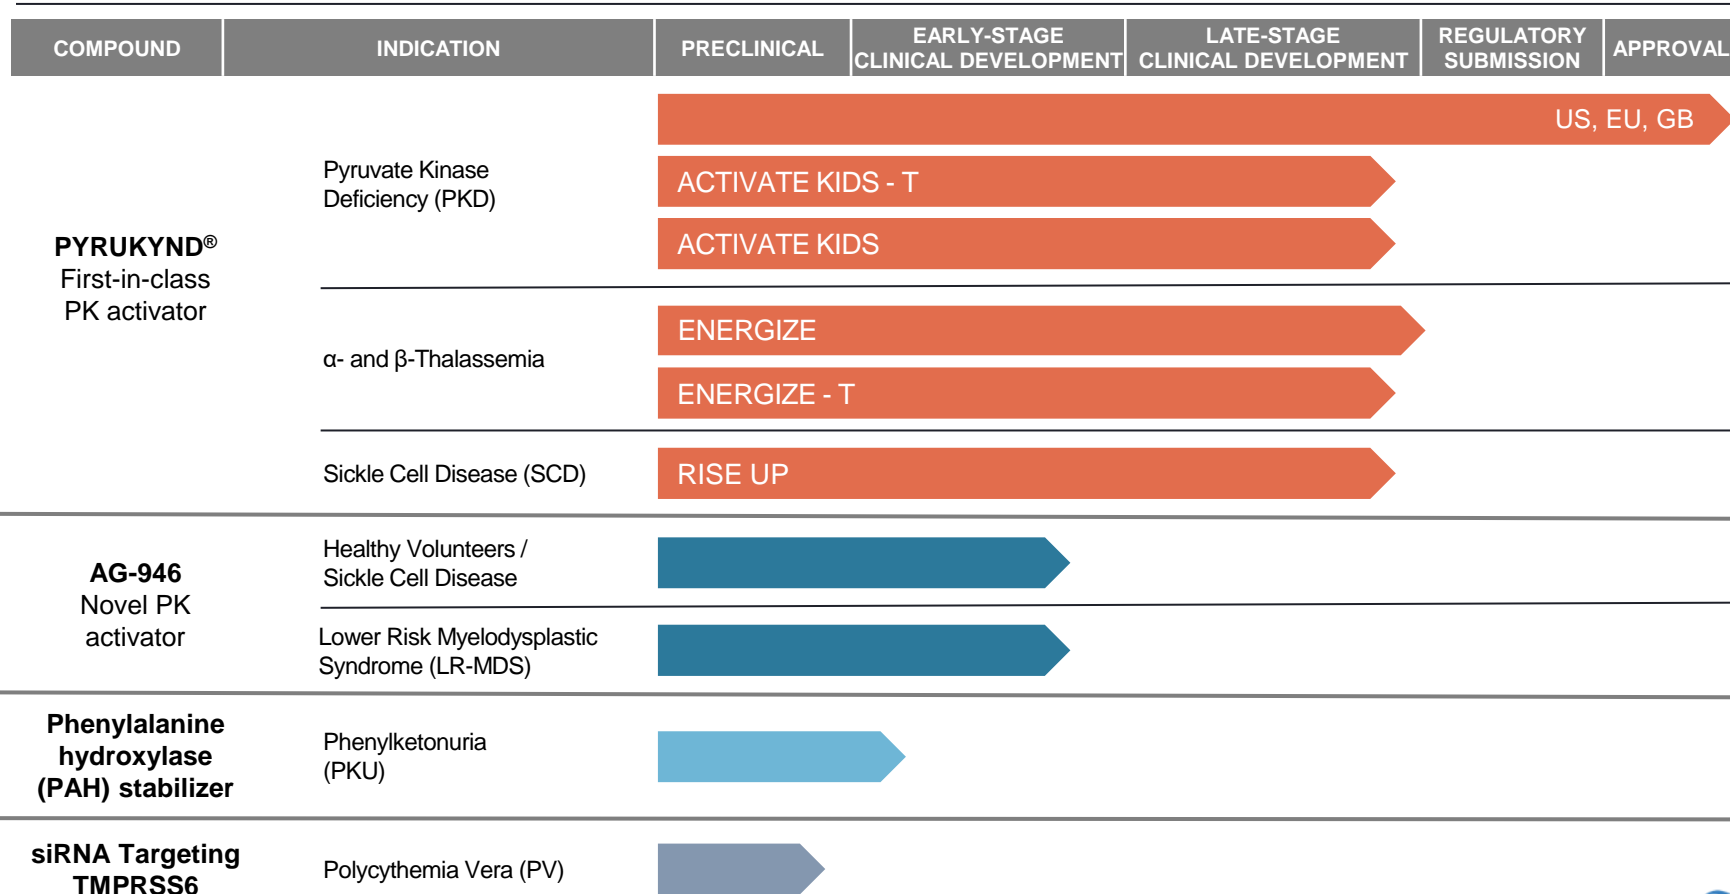 COMPOUND
INDICATION
PRECLINICAL
EARLY-STAGE
CLINICAL DEVELOPMENT
LATE-STAGE
CLINICAL DEVELOPMENT
REGULATORY
SUBMISSION
APPROVAL
PYRUKYND®
First-in-class
PK activator
Pyruvate Kinase
Deficiency (PKD)
US, EU, GB
ACTIVATE KIDS - T
ACTIVATE KIDS
α- and β-Thalassemia
ENERGIZE
ENERGIZE - T
Sickle Cell Disease (SCD)
RISE UP
AG-946
Novel PK
activator
Healthy Volunteers /
Sickle Cell Disease
Lower Risk Myelodysplastic
Syndrome (LR-MDS)
Phenylalanine
hydroxylase
(PAH) stabilizer
Phenylketonuria
(PKU)
siRNA Targeting
TMPRSS6
Polycythemia Vera (PV)